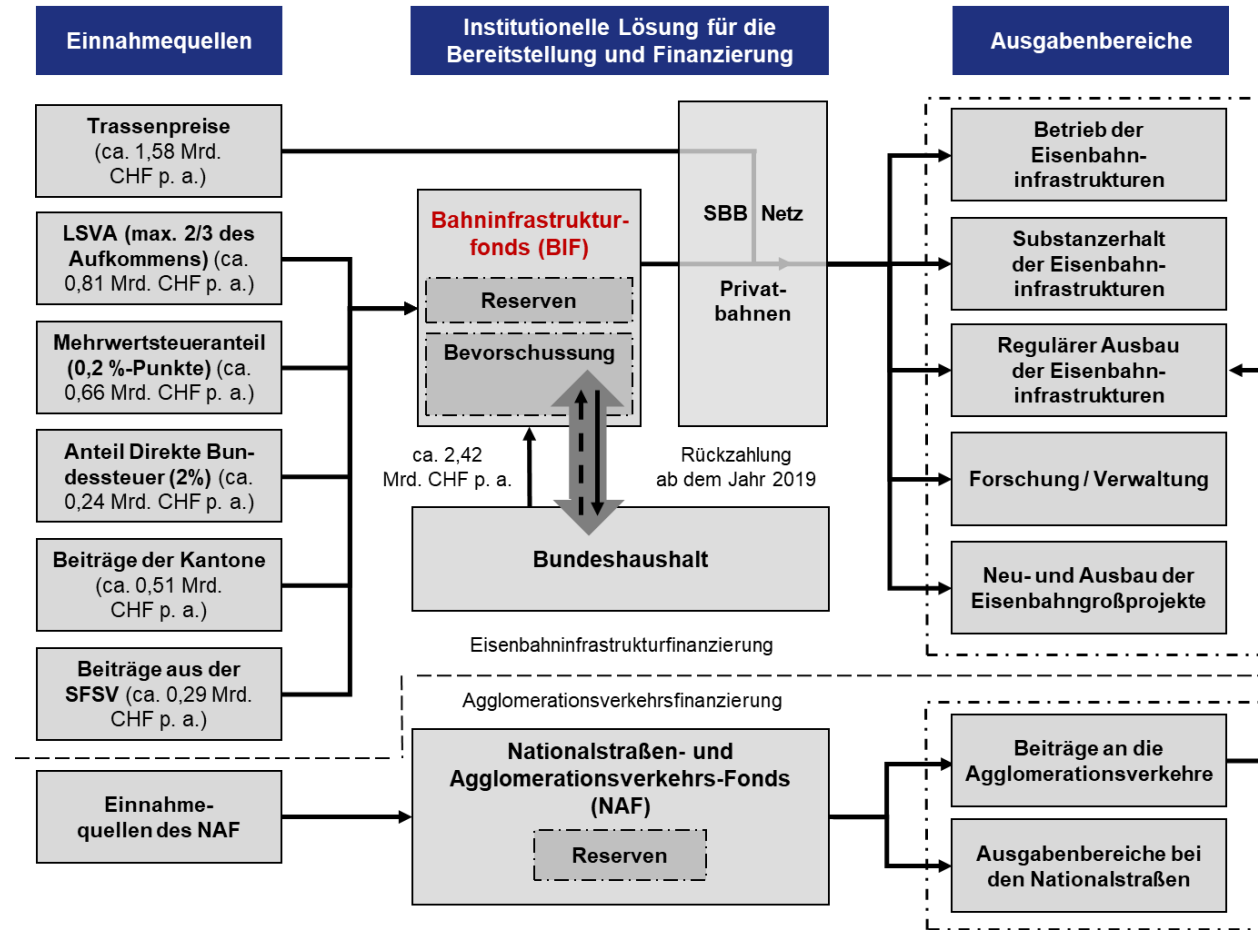 Einnahmequellen
Institutionelle Lösung für die
Bereitstellung und Finanzierung
Ausgabenbereiche
Trassenpreise
(ca. 1,58 Mrd.
CHF p. a.)
LSVA (max. 2/3 des
Aufkommens) (ca.
0,81 Mrd. CHF p. a.)
Mehrwertsteueranteil
(0,2 %-Punkte) (ca.
0,66 Mrd. CHF p. a.)
Anteil Direkte Bun-
dessteuer (2%) (ca.
0,24 Mrd. CHF p. a.)
Beiträge der Kantone
(ca. 0,51 Mrd.
CHF p. a.)
Beiträge aus der
SFSV (ca. 0,29 Mrd.
CHF p. a.)
Einnahme-
quellen des NAF
Bahninfrastruktur-
fonds (BIF)
Reserven
Bevorschussung
SBB Netz
Privat-
bahnen
ca. 2,42
Mrd. CHF p. a.
Rückzahlung
ab dem Jahr 2019
Bundeshaushalt
Eisenbahninfrastrukturfinanzierung
Agglomerationsverkehrsfinanzierung
Nationalstraßen- und
Agglomerationsverkehrs-Fonds
(NAF)
Reserven
Betrieb der
Eisenbahn-
infrastrukturen
Substanzerhalt
der Eisenbahn-
infrastrukturen
Regulärer Ausbau
der Eisenbahn-
infrastrukturen
Forschung / Verwaltung
Neu- und Ausbau der
Eisenbahngroßprojekte
Beiträge an die
Agglomerationsverkehre
Ausgabenbereiche bei
den Nationalstraßen